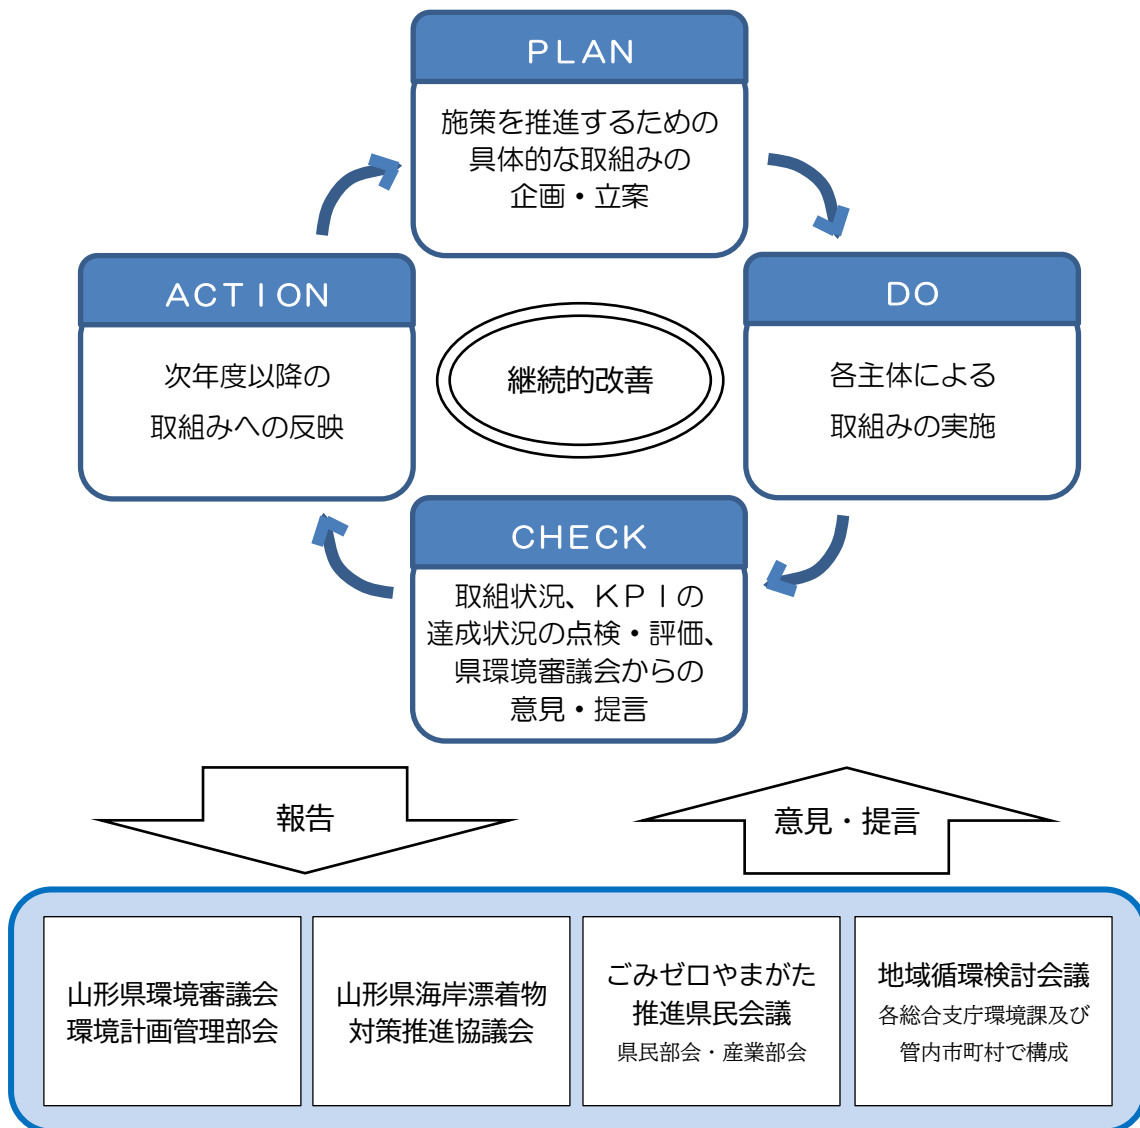 ＰＬＡＮ
施策を推進するための
具体的な取組みの
企画・立案
ＡＣＴＩＯＮ
次年度以降の
取組みへの反映
継続的改善
ＤＯ
各主体による
取組みの実施
ＣＨＥＣＫ
取組状況、ＫＰＩの
達成状況の点検・評価、
県環境審議会からの
意見・提言
報告
意見・提言
山形県環境審議会
環境計画管理部会
山形県海岸漂着物
対策推進協議会
ごみゼロやまがた
推進県民会議
県民部会・産業部会
地域循環検討会議
各総合支庁環境課及び
管内市町村で構成